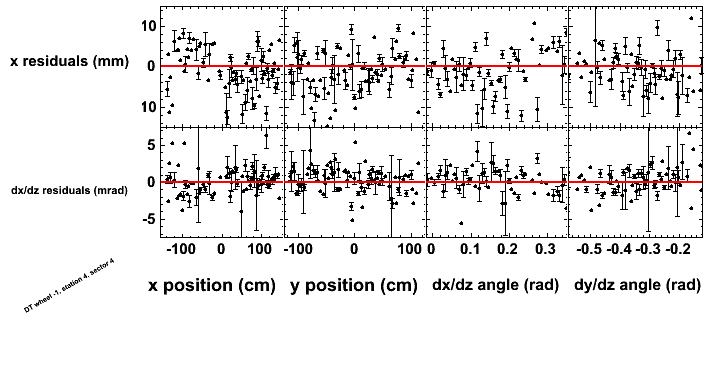 10
x residuals (mm)
0
10
5
dx/dz residuals (mrad)
0
-5
-100 0 100 -100 0 100 0 0.1 0.2 0.3 -0.5 -0.4 -0.3 -0.2
x position (cm) y position (cm) dx/dz angle (rad) dy/dz angle (rad)
DT wheel -1, station 4, sector 4